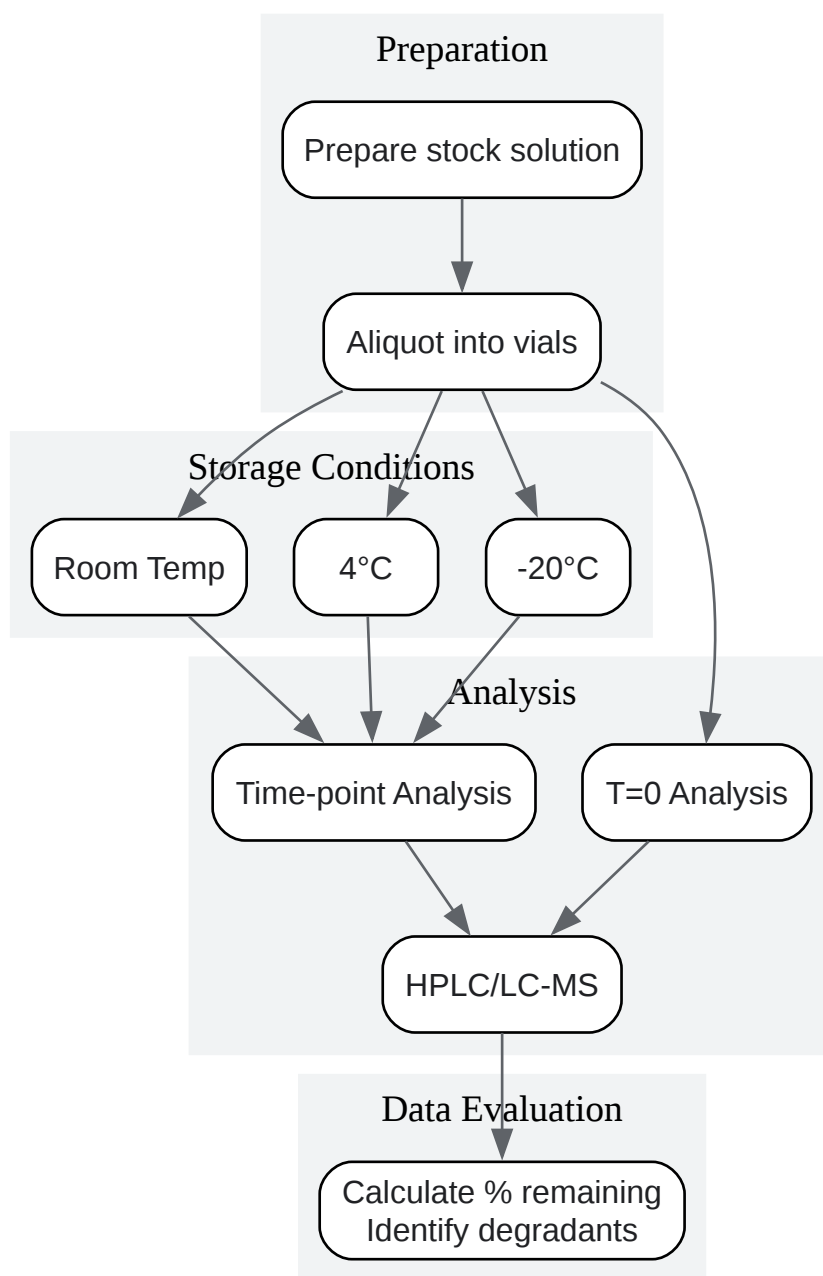 Preparation
Prepare stock solution
Aliquot into vials
Storage Conditions
Room Temp
4°C
-20°C
Analysis
Time-point Analysis
T=0 Analysis
HPLC/LC-MS
Data Evaluation
Calculate % remaining
Identify degradants